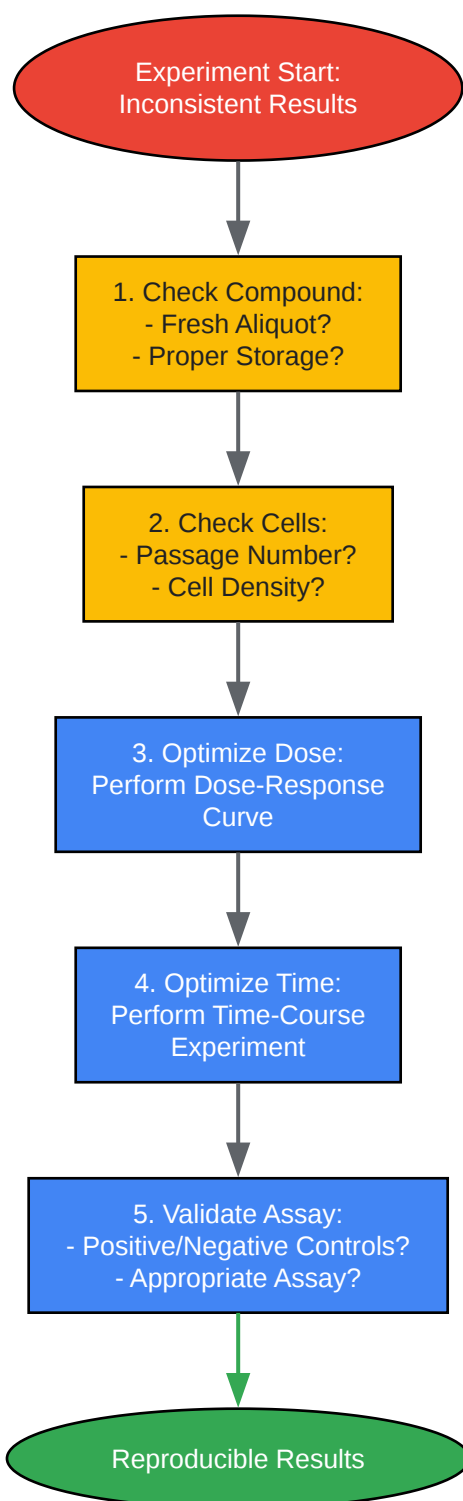 Experiment Start:
Inconsistent Results
1. Check Compound:
- Fresh Aliquot?
- Proper Storage?
2. Check Cells:
- Passage Number?
- Cell Density?
3. Optimize Dose:
Perform Dose-Response
Curve
4. Optimize Time:
Perform Time-Course
Experiment
5. Validate Assay:
- Positive/Negative Controls?
- Appropriate Assay?
Reproducible Results